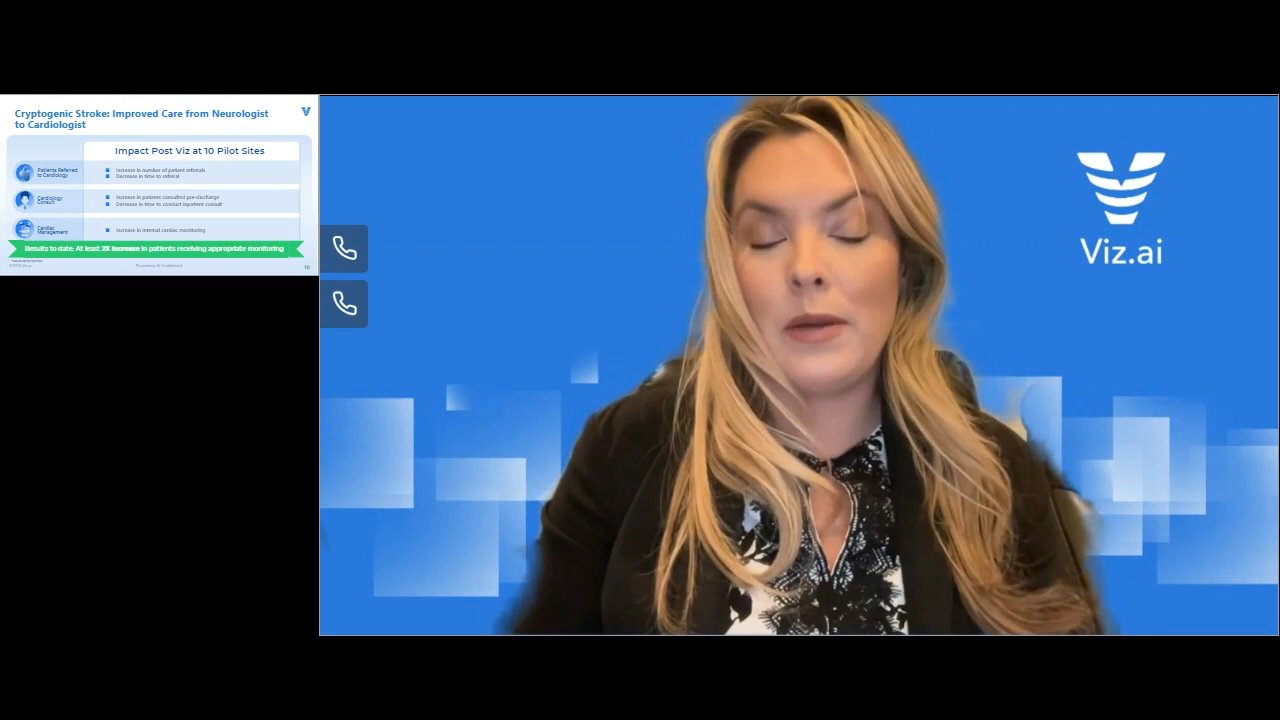 Cryptogenic Stroke: Improved Care from Neurologist
to Cardiologist
Impact Post Viz at 10 Pilot Sites
Patients Referred
to Cardiology
Increase in number of patient referrals
Decrease in time to referral
Cardiology
Consult
Increase in patients consulted pre-discharge
Decrease in time to conduct inpatient consult
Cardiac
Management
Increase in internal cardiac monitoring
Results to date: At least 2X increase in patients receiving appropriate monitoring
Proprietary & Confidential
Viz.ai